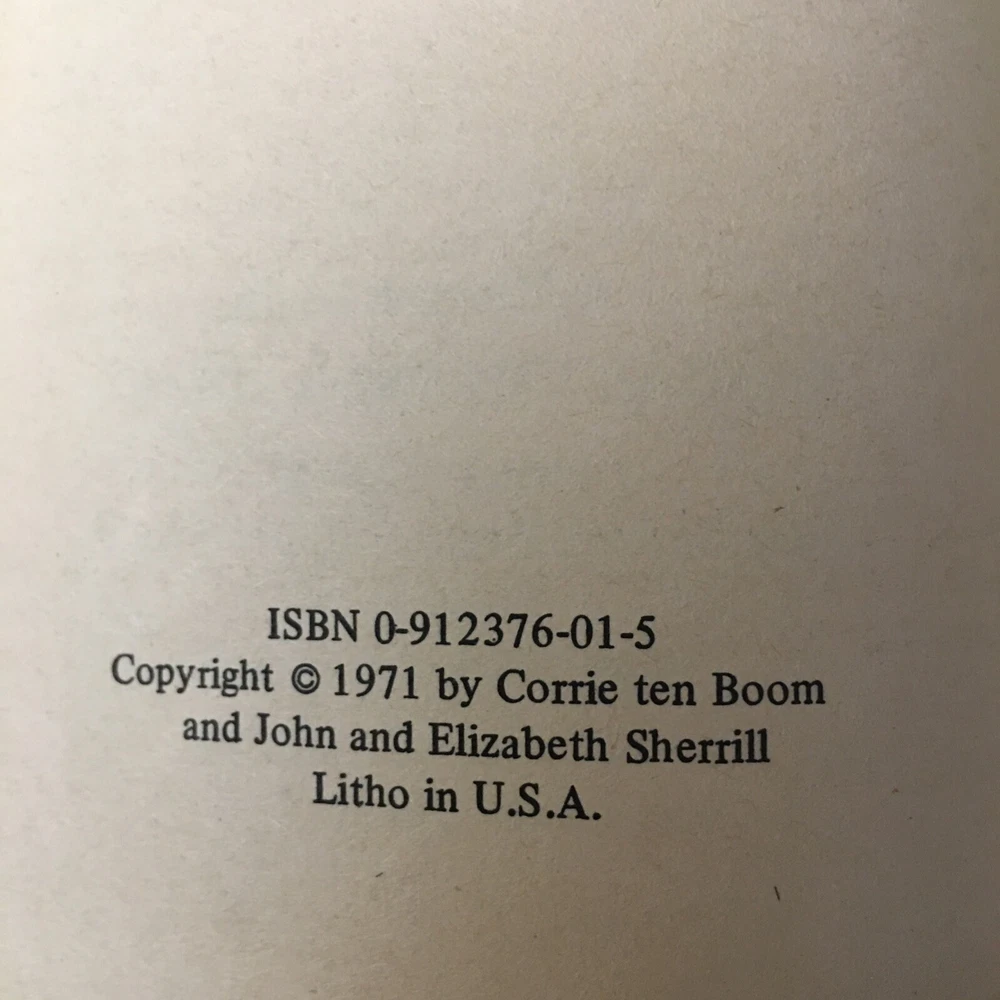 ISBN 0-912376-01-5
Copyright © 1971 by Corrie ten Boom
and John and Elizabeth Sherrill
Litho in U.S.A.